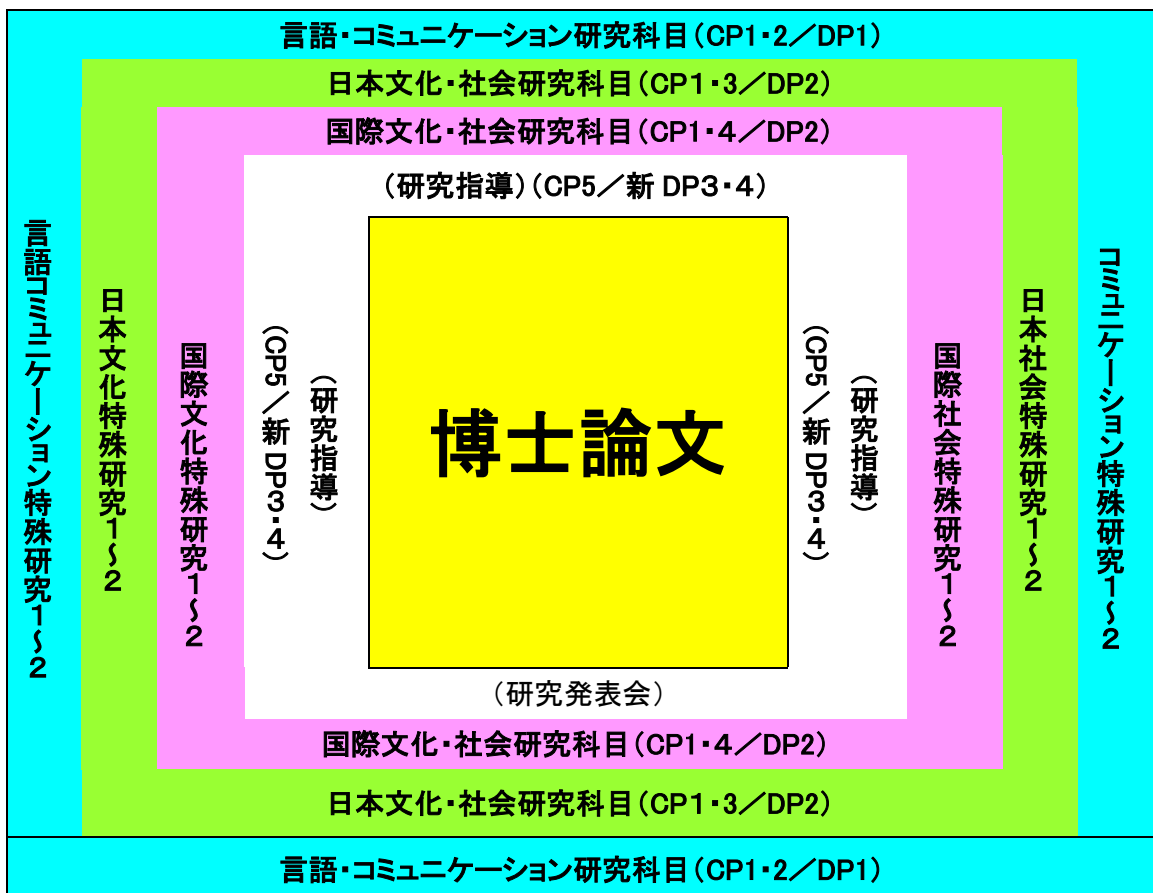 言語・コミュニケーション研究科目(CP1・2/DP1)
日本文化・社会研究科目(CP1・3/DP2)
国際文化・社会研究科目(CP1・4/DP2)
(研究指導)(CP5/新 DP3・4)
言語コミュニケーション特殊研究1~2
日本文化特殊研究1~2
国際文化特殊研究1~2
(CP5/新 DP3・4)
(研究指導)
博士論文
(CP5/新 DP3・4)
(研究指導)
国際社会特殊研究1~2
日本社会特殊研究1~2
コミュニケーション特殊研究1~2
(研究発表会)
国際文化・社会研究科目(CP1・4/DP2)
日本文化・社会研究科目(CP1・3/DP2)
言語・コミュニケーション研究科目(CP1・2/DP1)